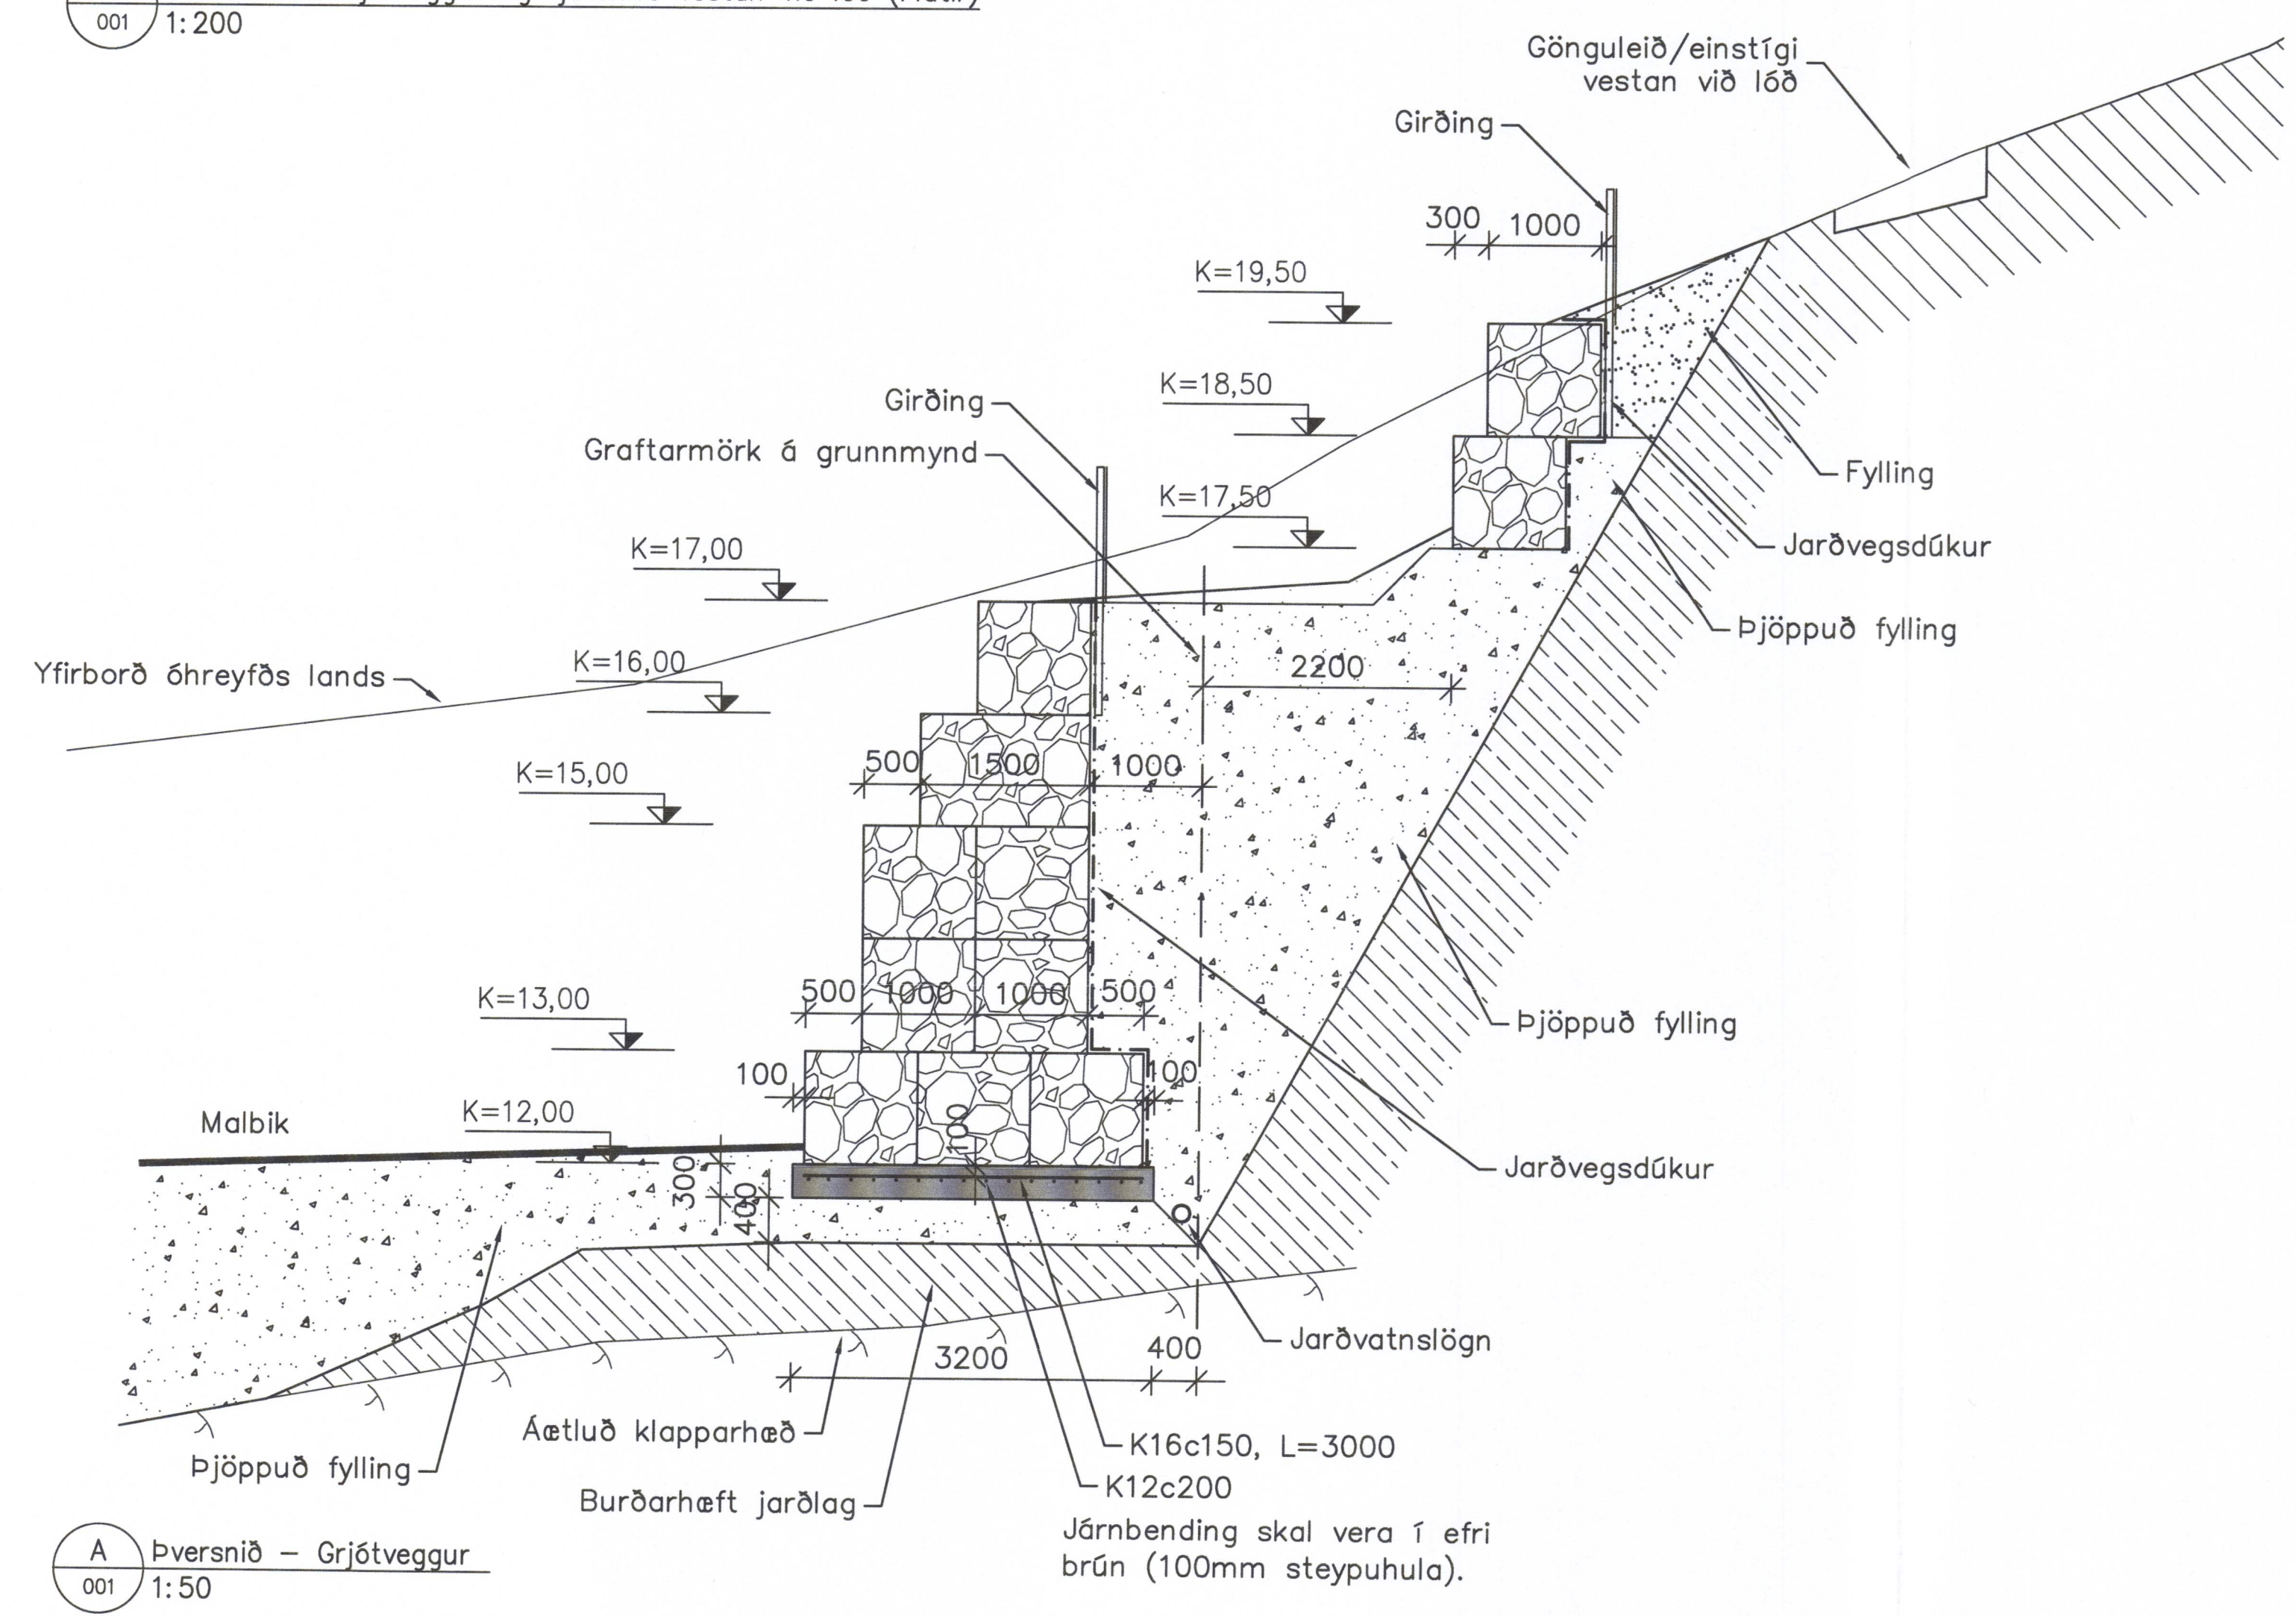 001
1:200
Gönguleið/einstígi
vestan við lóð
Girðing
300
1000
K=19,50
K=18,50
Girðing
Graftarmörk á grunnmynd
K=17,50
Fylling
Jarðvegsdúkur
K=17,00
Þjöppuð fylling
K=16,00
2200
Yfirborð óhreyfðs lands
K=15,00
500
1500
1000
K=13,00
500
1000
1000
500
Þjöppuð fylling
100
100
K=12,00
Malbik
100
300
400
Jarðvegsdúkur
Jarðvatnslögn
3200
400
Áætluð klapparhæð
K16c150, L=3000
Þjöppuð fylling
K12c200
Burðarhæft jarðlag
Járnbending skal vera í efri
brún (100mm steypuhula).
A
001
Þversnið – Grjótveggur
1:50